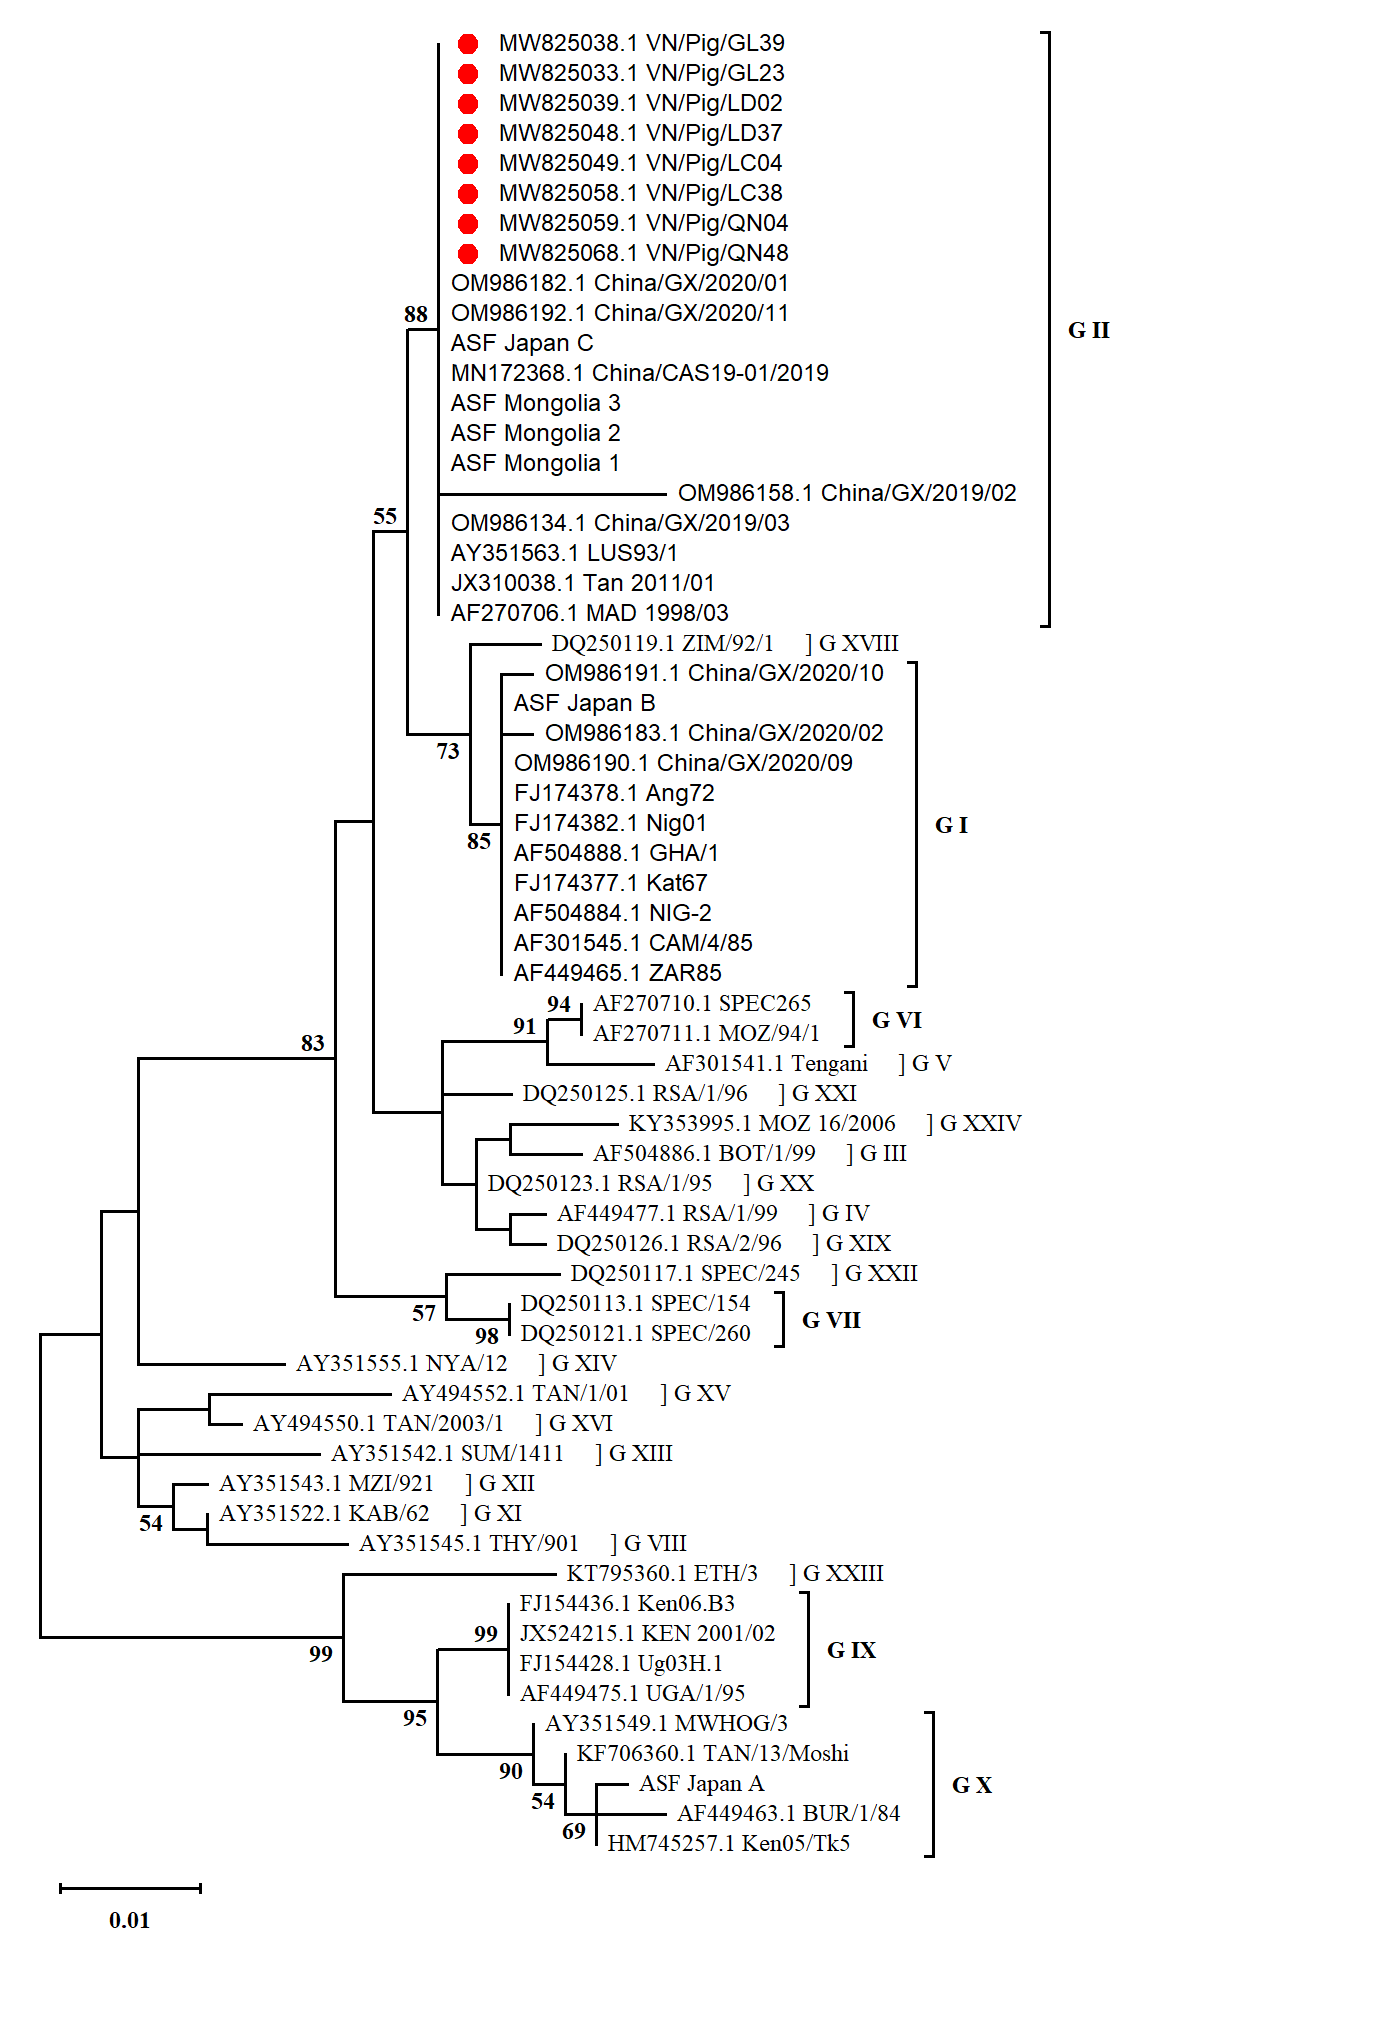 MW825038.1 VN/Pig/GL39
MW825033.1 VN/Pig/GL23
MW825039.1 VN/Pig/LD02
MW825048.1 VN/Pig/LD37
MW825049.1 VN/Pig/LC04
MW825058.1 VN/Pig/LC38
MW825059.1 VN/Pig/QN04
MW825068.1 VN/Pig/QN48
OM986182.1 China/GX/2020/01
OM986192.1 China/GX/2020/11
88
G II
ASF Japan C
MN172368.1 China/CAS19-01/2019
ASF Mongolia 3
ASF Mongolia 2
ASF Mongolia 1
OM986158.1 China/GX/2019/02
55
OM986134.1 China/GX/2019/03
AY351563.1 LUS93/1
JX310038.1 Tan 2011/01
AF270706.1 MAD 1998/03
DQ250119.1 ZIM/92/1 ] G XVIII
OM986191.1 China/GX/2020/10
ASF Japan B
OM986183.1 China/GX/2020/02
73
OM986190.1 China/GX/2020/09
FJ174378.1 Ang72
FJ174382.1 Nig01
G I
85
AF504888.1 GHA/1
FJ174377.1 Kat67
AF504884.1 NIG-2
AF301545.1 CAM/4/85
AF449465.1 ZAR85
94
AF270710.1 SPEC265
G VI
91
AF270711.1 MOZ/94/1
83
AF301541.1 Tengani ] G V
DQ250125.1 RSA/1/96 ] G XXI
KY353995.1 MOZ 16/2006 ] G XXIV
AF504886.1 BOT/1/99 ] G III
DQ250123.1 RSA/1/95 ] G XX
AF449477.1 RSA/1/99 ] G IV
DQ250126.1 RSA/2/96 ] G XIX
DQ250117.1 SPEC/245 ] G XXII
57
DQ250113.1 SPEC/154
G VII
98
DQ250121.1 SPEC/260
AY351555.1 NYA/12 ] G XIV
AY494552.1 TAN/1/01 ] G XV
AY494550.1 TAN/2003/1 ] G XVI
AY351542.1 SUM/1411 ] G XIII
AY351543.1 MZI/921 ] G XII
AY351522.1 KAB/62 ] G XI
54
AY351545.1 THY/901 ] G VIII
KT795360.1 ETH/3 ] G XXIII
FJ154436.1 Ken06.B3
99
JX524215.1 KEN 2001/02
G IX
99
FJ154428.1 Ug03H.1
AF449475.1 UGA/1/95
95
AY351549.1 MWHOG/3
KF706360.1 TAN/13/Moshi
90
ASF Japan A
G X
54
AF449463.1 BUR/1/84
69
HM745257.1 Ken05/Tk5
0.01